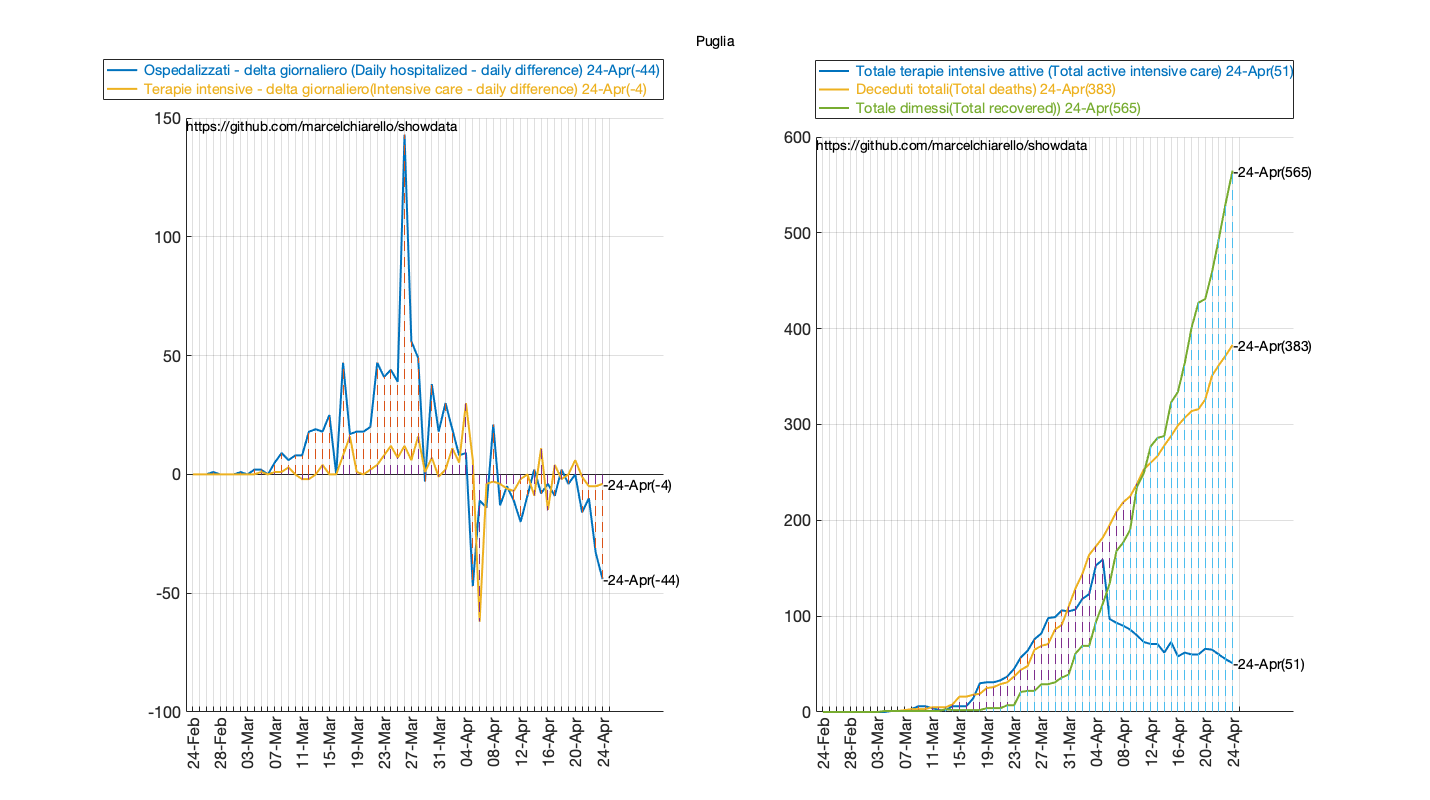 Puglia
Ospedalizzati - delta giornaliero (Daily hospitalized - daily difference) 24-Apr(-44)
Terapie intensive - delta giornaliero(Intensive care - daily difference) 24-Apr(-4)
https://github.com/marcelchiarello/showdata
150
100
50
0
-50
-100
-24-Apr(-4)
-24-Apr(-44)
24-Feb
28-Feb
03-Mar
07-Mar
11-Mar
15-Mar
19-Mar
23-Mar
27-Mar
31-Mar
04-Apr
08-Apr
12-Apr
16-Apr
20-Apr
24-Apr
Totale terapie intensive attive (Total active intensive care) 24-Apr(51)
Deceduti totali(Total deaths) 24-Apr(383)
Totale dimessi(Total recovered)) 24-Apr(565)
https://github.com/marcelchiarello/showdata
600
500
400
300
200
100
0
-24-Apr(565)
-24-Apr(383)
-24-Apr(51)
24-Feb
28-Feb
03-Mar
07-Mar
11-Mar
15-Mar
19-Mar
23-Mar
27-Mar
31-Mar
04-Apr
08-Apr
12-Apr
16-Apr
20-Apr
24-Apr